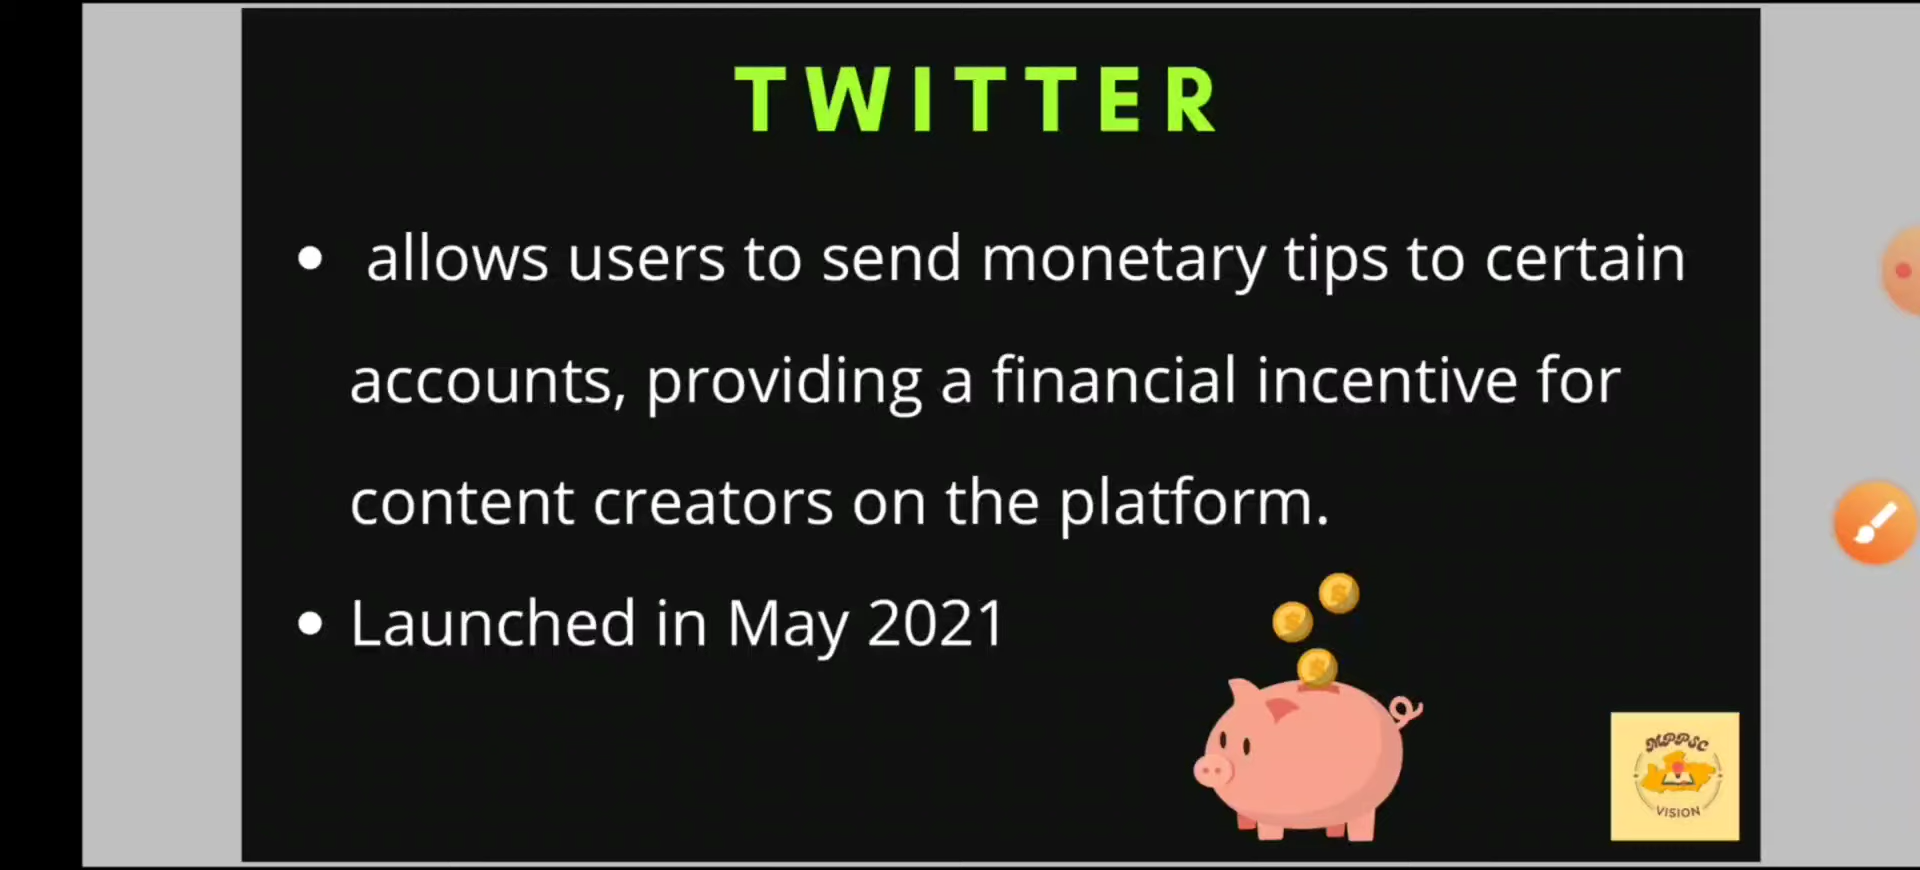 TWITTER
allows users to send monetary tips to certain
accounts, providing a financial incentive for
content creators on the platform.
Launched in May 2021
MPPSC
VISION